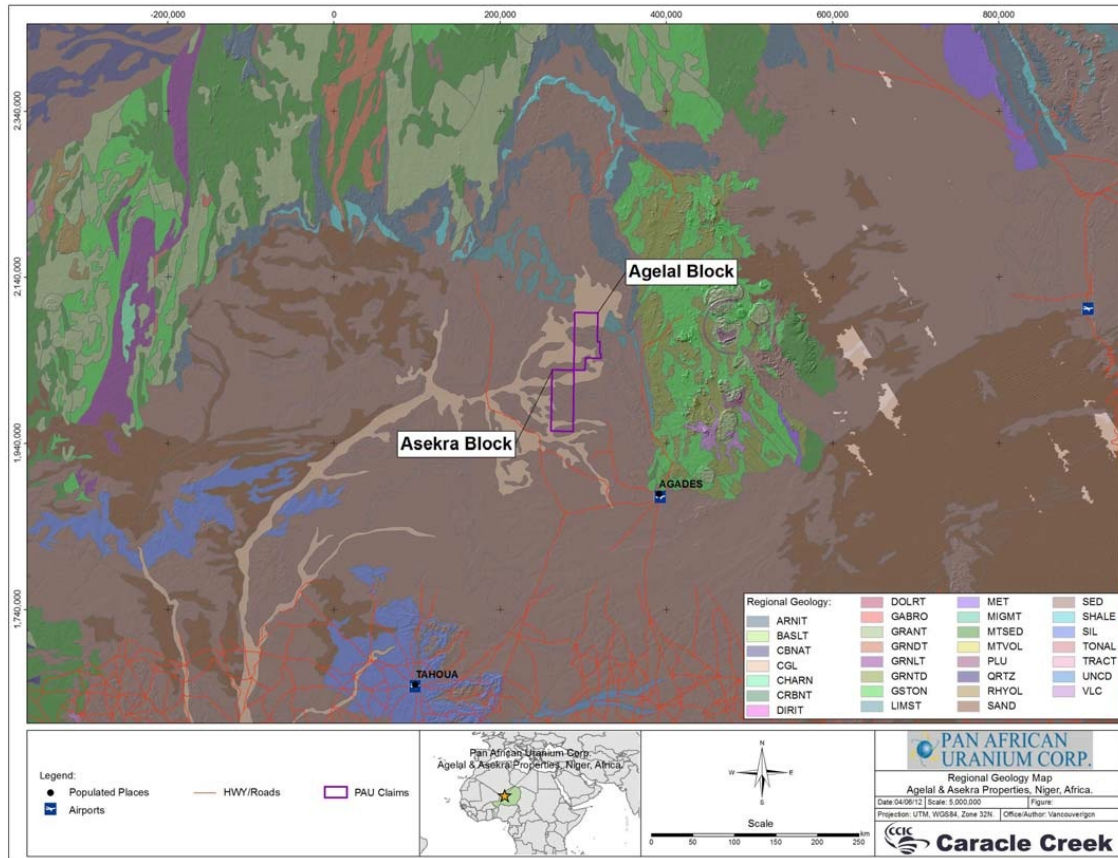 -200,000
0
200,000
400,000
600,000
800,000
2,340,000
2,140,000
1,940,000
1,740,000
Agelal Block
Asekra Block
AGADES
TAHOUA
Regional Geology:
ARNIT
BASLT
CBNAT
CGL
CHARN
CRBNT
DIRIT
DOLRT
GABRO
GRANT
GRNDT
GRNLT
GRNTD
GSTON
LIMST
MET
MIGMT
MTSED
MTVOL
PLU
QRTZ
RHYOL
SAND
SED
SHALE
SIL
TONAL
TRACT
UNCD
VLC
Legend:
Populated Places
Airports
HWY/Roads
PAU Claims
Pan African Uranium Corp.
Agelal & Asekra Properties, Niger, Africa.
N
W
E
S
Scale
0 50 100 150 200 250 km
PAN AFRICAN
URANIUM CORP.
Regional Geology Map
Agelal & Asekra Properties, Niger, Africa.
Date:04/06/12 Scale: 5,000,000 Figure:
Projection: UTM, WGS84, Zone 32N. Office/Author: Vancouver/gcn
CCIC
Caracle Creek